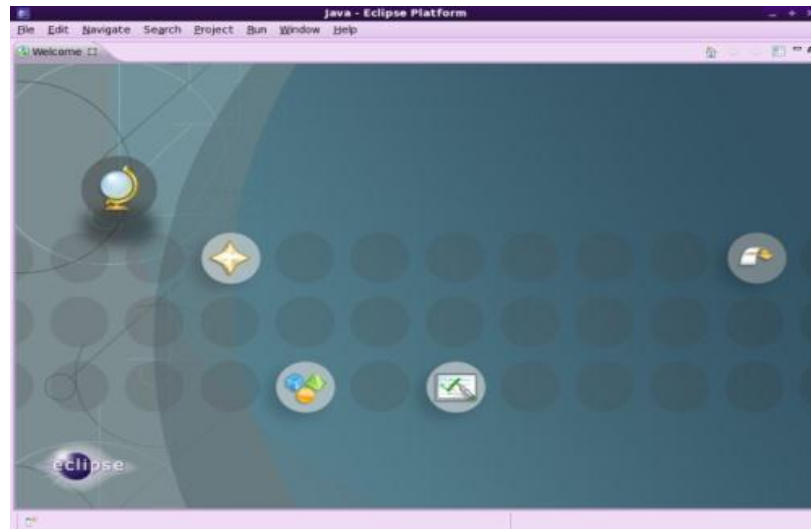 Java - Eclipse Platform
File Edit Navigate Search Project Run Window Help
Welcome
eclipse